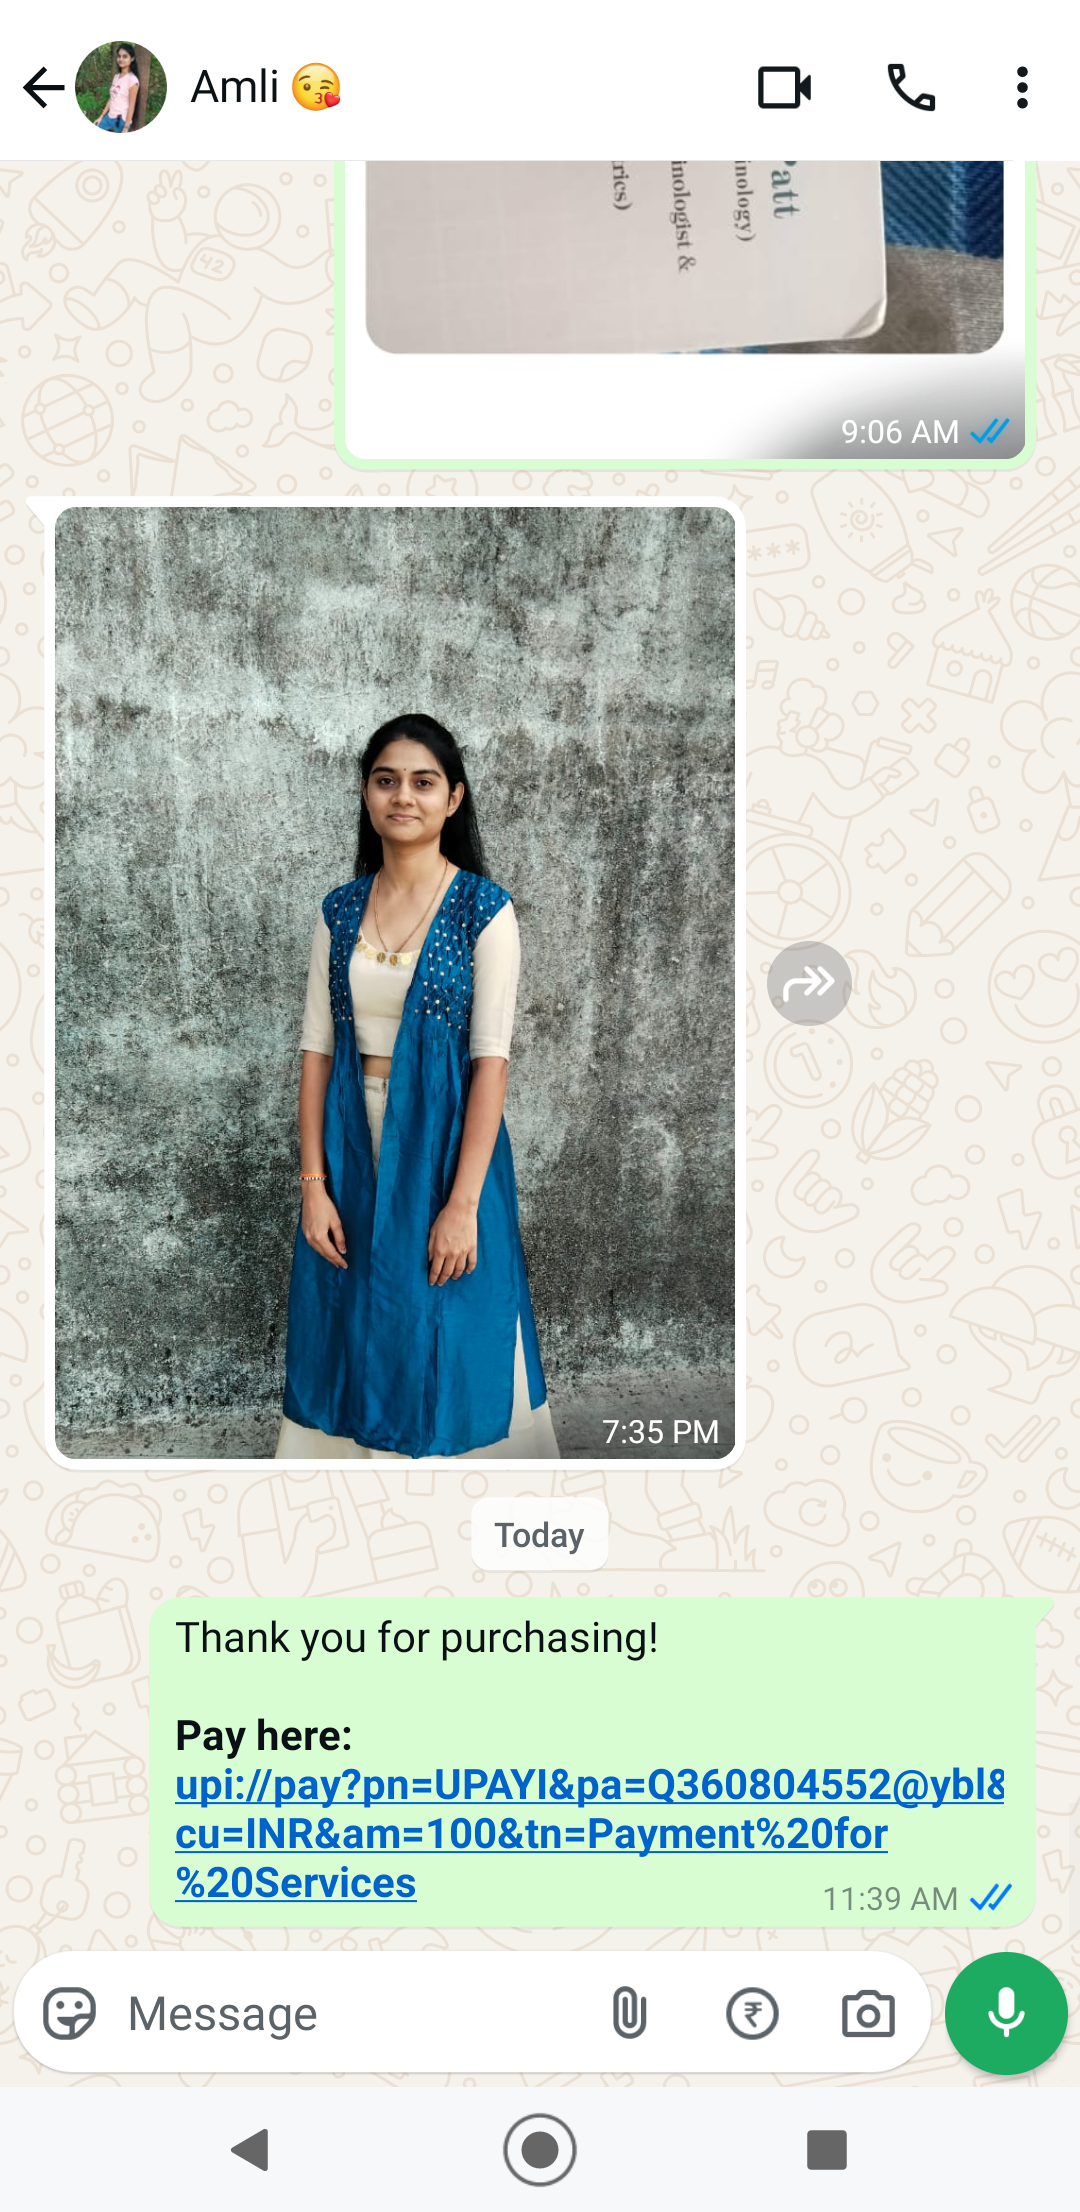 Amli 😘
Patt
inology)
inologist &
rics)
9:06 AM
7:35 PM
Today
Thank you for purchasing!
Pay here:
upi://pay?pn=UPAYI&pa=Q360804552@ybl&
cu=INR&am=100&tn=Payment%20for
%20Services
11:39 AM
Message